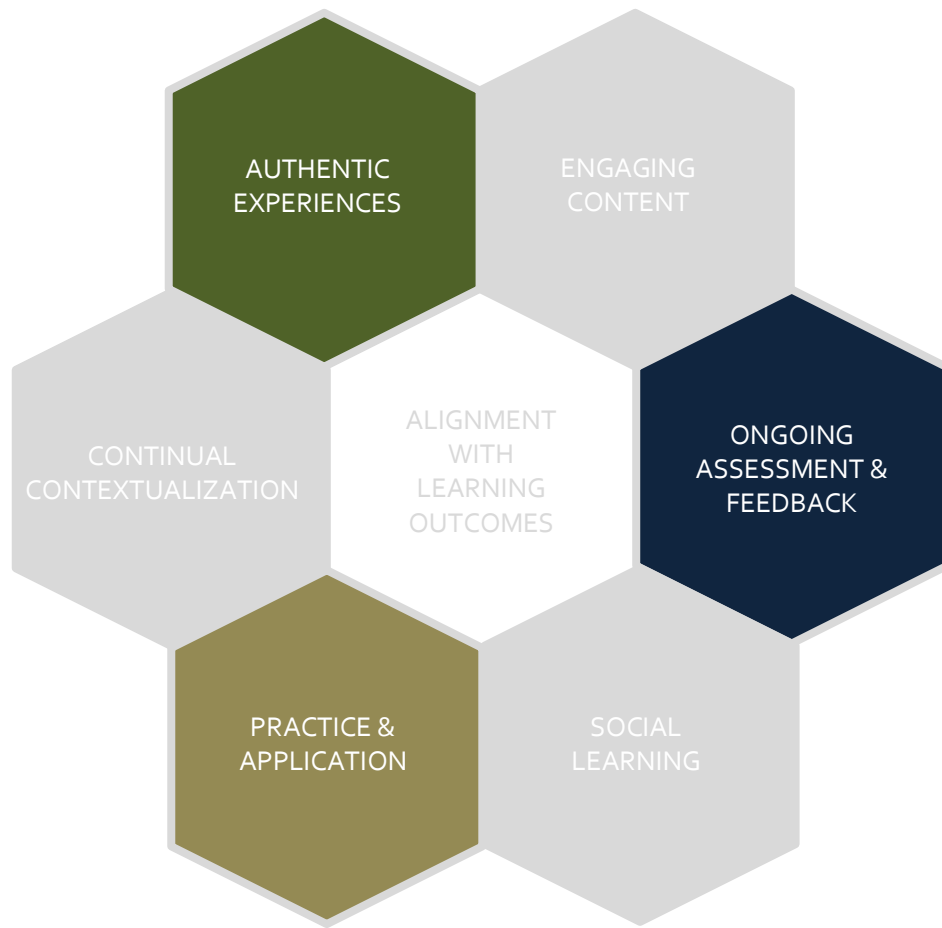 AUTHENTIC
EXPERIENCES
ENGAGING
CONTENT
CONTINUAL
CONTEXTUALIZATION
ALIGNMENT
WITH
LEARNING
OUTCOMES
ONGOING
ASSESSMENT &
FEEDBACK
PRACTICE &
APPLICATION
SOCIAL
LEARNING